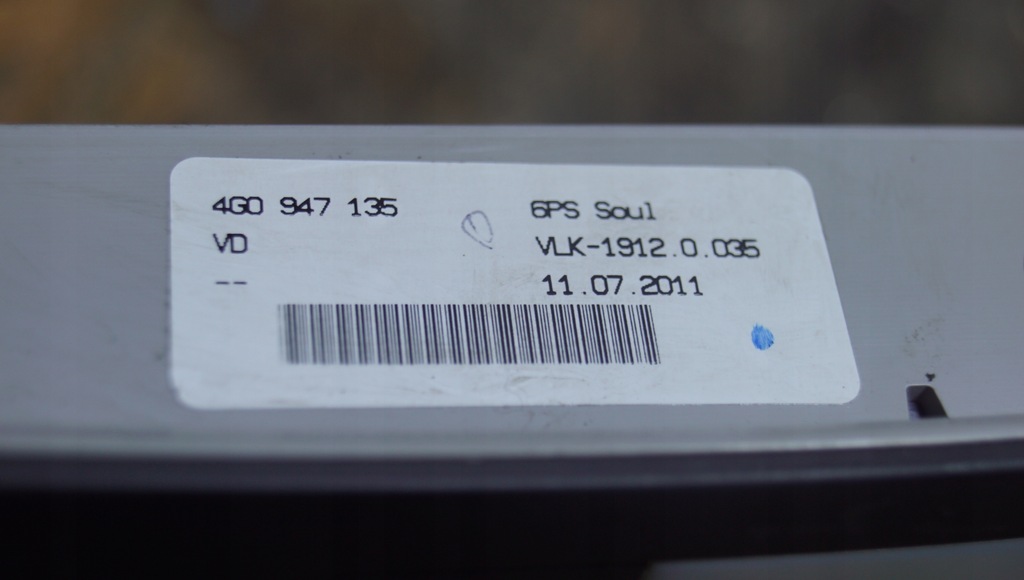 4G0 947 135
6PS Soul
VD
VLK-1912.0.035
--
11.07.2011